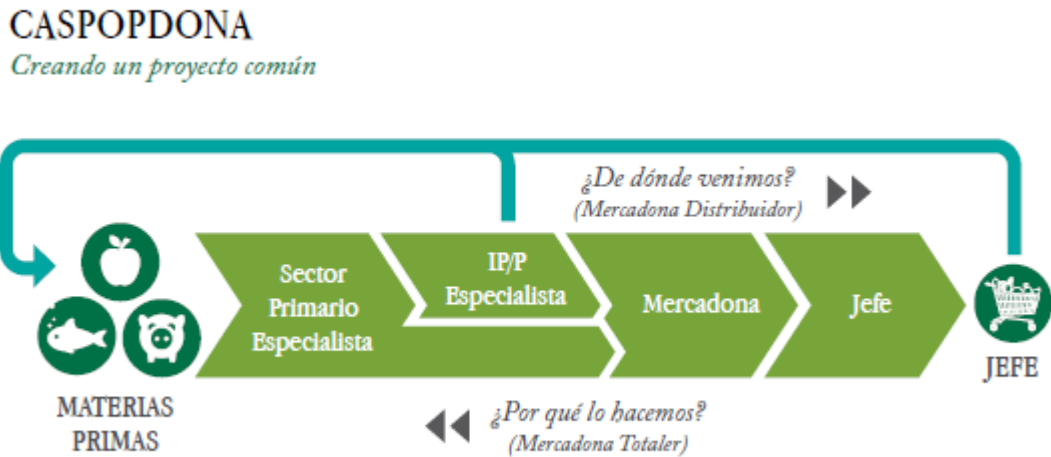 CASPOPDONA
Creando un proyecto común
¿De dónde venimos?
(Mercadona Distribuidor)
Sector
Primario
Especialista
IP/P
Especialista
Mercadona
Jefe
JEFE
MATERIAS
PRIMAS
¿Por qué lo hacemos?
(Mercadona Totaler)